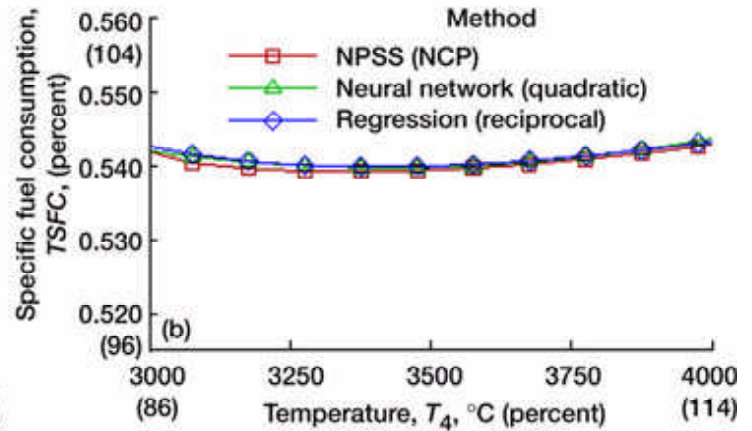 Method
NPSS (NCP)
Neural network (quadratic)
Regression (reciprocal)
Specific fuel consumption,
TSFC, (percent)
0.560
(104)
0.550
0.540
0.530
0.520
(96)
(b)
3000
3250
3500
3750
4000
(86)
(114)
Temperature, T4, °C (percent)